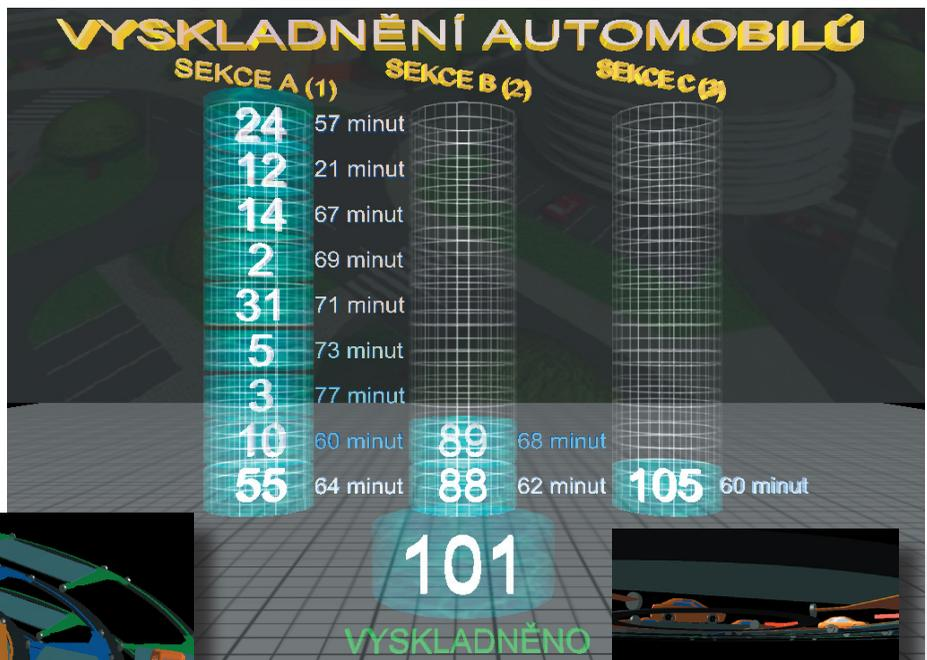 VYSKLADNĚNÍ AUTOMOBILŮ
SEKCE A (1) SEKCE B (2) SEKCE C (3)
24 57 minut
12 21 minut
14 67 minut
2 69 minut
31 71 minut
5 73 minut
3 77 minut
10 60 minut 89 68 minut
55 64 minut 88 62 minut 105 60 minut
101
VYSKLADNĚNO